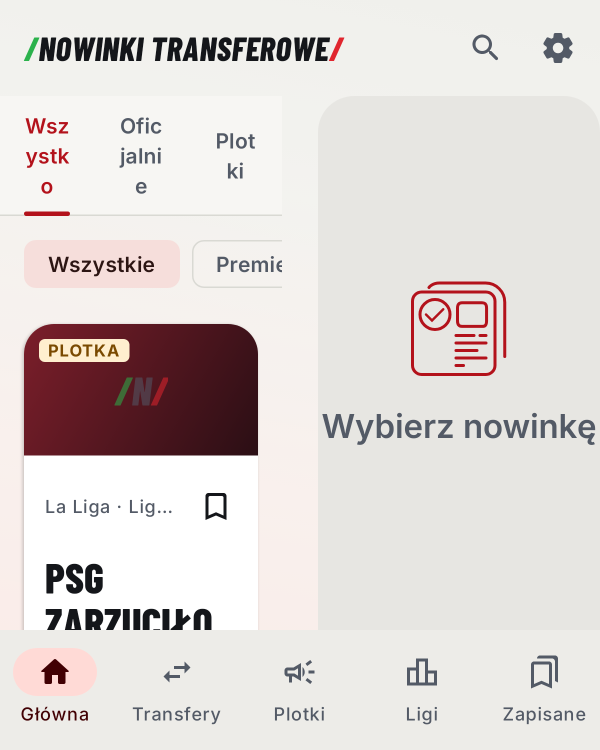 /NOWINKI TRANSFEROWE/
Wsz
ystk
o
Ofic
jalni
e
Plot
ki
Wszystkie
Premie
PLOTKA
/N/
La Liga · Lig...
PSG
ZARZUCIŁO
Wybierz nowinkę
Główna
Transfery
Plotki
Ligi
Zapisane